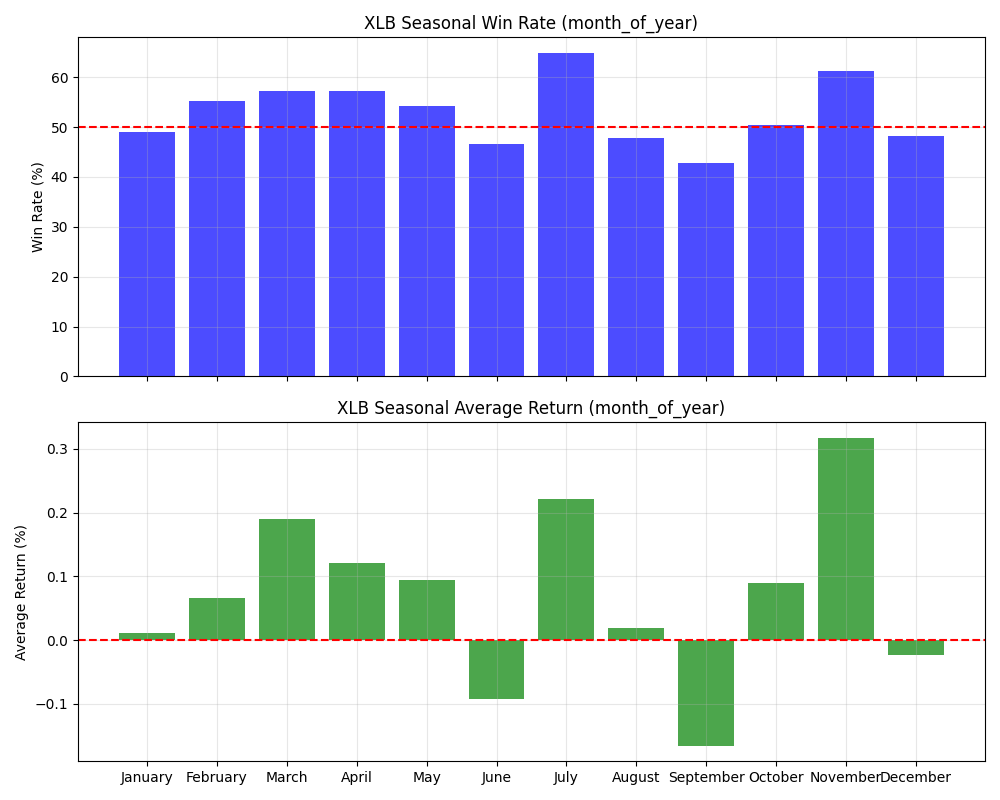 XLB Seasonal Win Rate (month_of_year)
Win Rate (%)
60
50
40
30
20
10
0
XLB Seasonal Average Return (month_of_year)
Average Return (%)
0.3
0.2
0.1
0.0
−0.1
January February March April May June July August September October November December